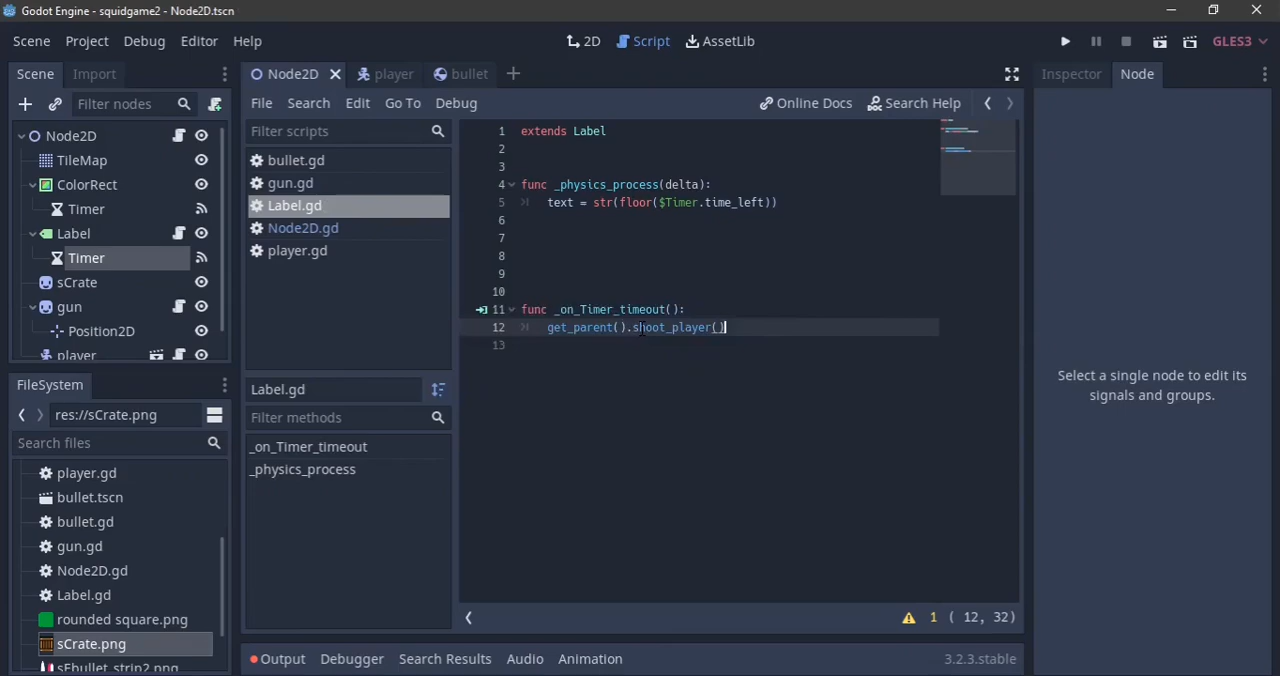 Godot Engine - squidgame2 - Node2D.tscn
Scene Project Debug Editor Help
2D Script AssetLib
GLES3
Scene Import
Filter nodes
Node2D
TileMap
ColorRect
Timer
Label
Timer
sCrate
gun
Position2D
player
FileSystem
res://sCrate.png
Search files
player.gd
bullet.tscn
bullet.gd
gun.gd
Node2D.gd
Label.gd
rounded square.png
sCrate.png
sEbullet_strip2.png
Node2D player bullet
File Search Edit Go To Debug
Online Docs Search Help
Filter scripts
bullet.gd
gun.gd
Label.gd
Node2D.gd
player.gd
Label.gd
Filter methods
_on_Timer_timeout
_physics_process
1 extends Label
2
3
4 func _physics_process(delta):
5 text = str(floor($Timer.time_left))
6
7
8
9
10
11 func _on_Timer_timeout():
12 get_parent().shoot_player()
13
1 ( 12, 32)
Output Debugger Search Results Audio Animation
3.2.3.stable
Inspector Node
Select a single node to edit its
signals and groups.